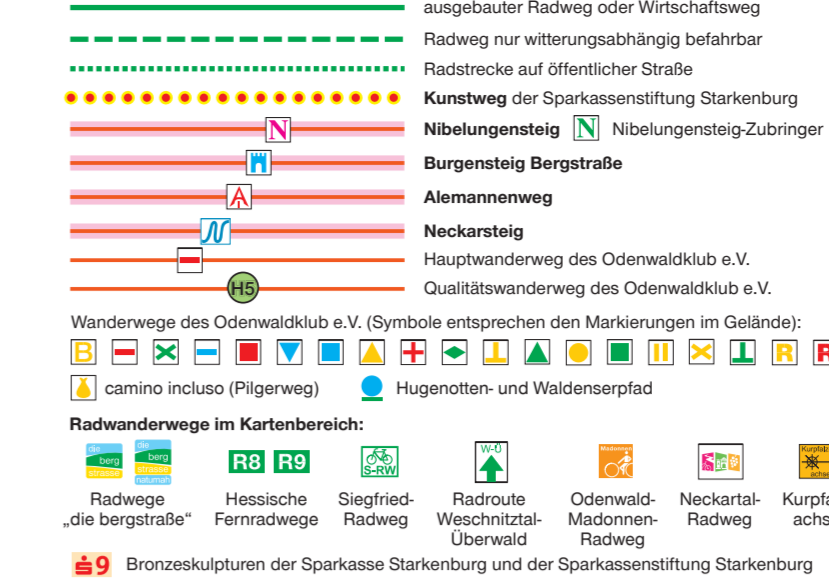 ausgebauter Radweg oder Wirtschaftsweg
Radweg nur witterungsabhängig befahrbar
Radstrecke auf öffentlicher Straße
Kunstweg der Sparkassenstiftung Starkenburg
N Nibelungensteig N Nibelungensteig-Zubringer
Burgensteig Bergstraße
Alemannenweg
Neckarsteig
Hauptwanderweg des Odenwaldklub e.V.
H5 Qualitätswanderweg des Odenwaldklub e.V.
Wanderwege des Odenwaldklub e.V. (Symbole entsprechen den Markierungen im Gelände):
B R R
camino incluso (Pilgerweg) Hugenotten- und Waldenserpfad
Radwanderwege im Kartenbereich:
die berg strasse
die berg strasse naturnah
R8 R9
S-RW
W-Ü
Madonnen
Radwege „die bergstraße“
Hessische Fernradwege
Siegfried-Radweg
Radroute Weschnitztal-Überwald
Odenwald-Madonnen-Radweg
Neckartal-Radweg
ś9 Bronzeskulpturen der Sparkasse Starkenburg und der Sparkassenstiftung Starkenburg